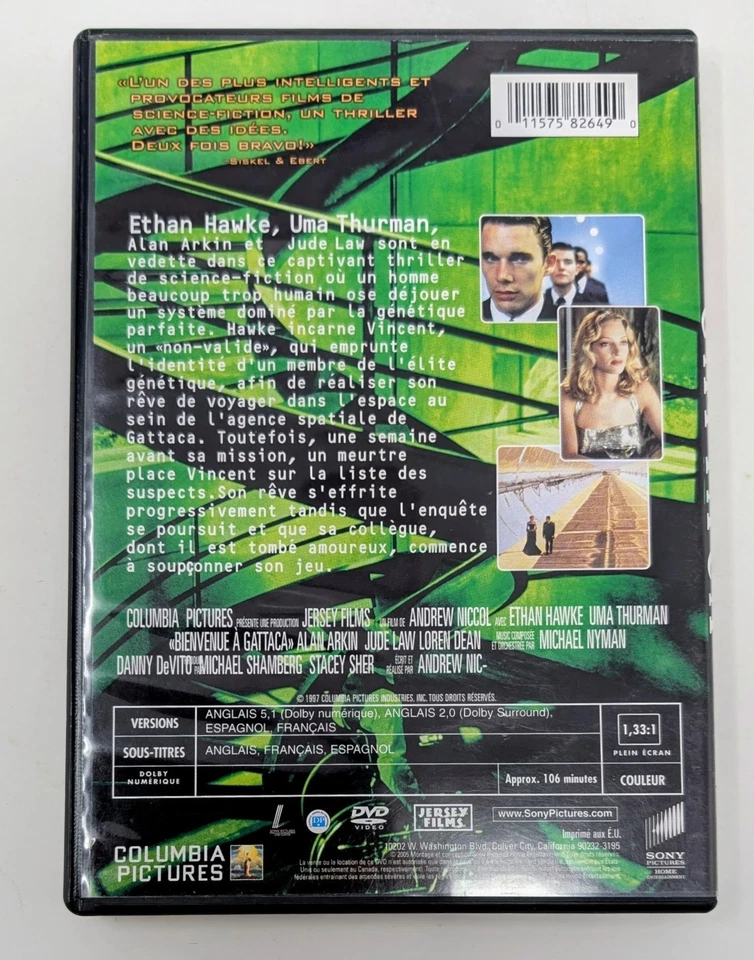 «L'UN DES PLUS INTELLIGENTS ET
PROVOCATEURS FILMS DE
SCIENCE-FICTION, UN THRILLER
AVEC DES IDÉES.
DEUX FOIS BRAVO!»
-SISKEL & EBERT
0 11575 82649 0
Ethan Hawke, Uma Thurman,
Alan Arkin et Jude Law sont en
vedette dans ce captivant thriller
de science-fiction où un homme
beaucoup trop humain ose déjouer
un système dominé par la génétique
parfaite. Hawke incarne Vincent,
un «non-valide», qui emprunte
l'identité d'un membre de l'élite
génétique, afin de réaliser son
rêve de voyager dans l'espace au
sein de l'agence spatiale de
Gattaca. Toutefois, une semaine
avant sa mission, un meurtre
place Vincent sur la liste des
suspects.Son rêve s'effrite
progressivement tandis que l'enquête
se poursuit et que sa collègue,
dont il est tombé amoureux, commence
à soupçonner son jeu.
COLUMBIA PICTURES PRÉSENTE UNE PRODUCTION JERSEY FILMS UN FILM DE ANDREW NICCOL AVEC ETHAN HAWKE UMA THURMAN
«BIENVENUE À GATTACA» ALAN ARKIN JUDE LAW LOREN DEAN MUSIC COMPOSÉE ET ORCHESTRÉE PAR MICHAEL NYMAN
DANNY DeVITO MICHAEL SHAMBERG STACEY SHER ÉCRIT ET RÉALISÉ PAR ANDREW NIC-
© 1997 COLUMBIA PICTURES INDUSTRIES, INC. TOUS DROITS RÉSERVÉS.
VERSIONS
ANGLAIS 5,1 (Dolby numérique), ANGLAIS 2,0 (Dolby Surround),
ESPAGNOL, FRANÇAIS
SOUS-TITRES
ANGLAIS, FRANÇAIS, ESPAGNOL
1,33:1
PLEIN ÉCRAN
DOLBY
NUMÉRIQUE
Approx. 106 minutes
COULEUR
DVD
VIDEO
JERSEY
FILMS
www.SonyPictures.com
Imprimé aux É.U.
10202 W. Washington Blvd. Culver City, California 90232-3195
COLUMBIA
PICTURES
SONY
PICTURES
HOME
ENTERTAINMENT